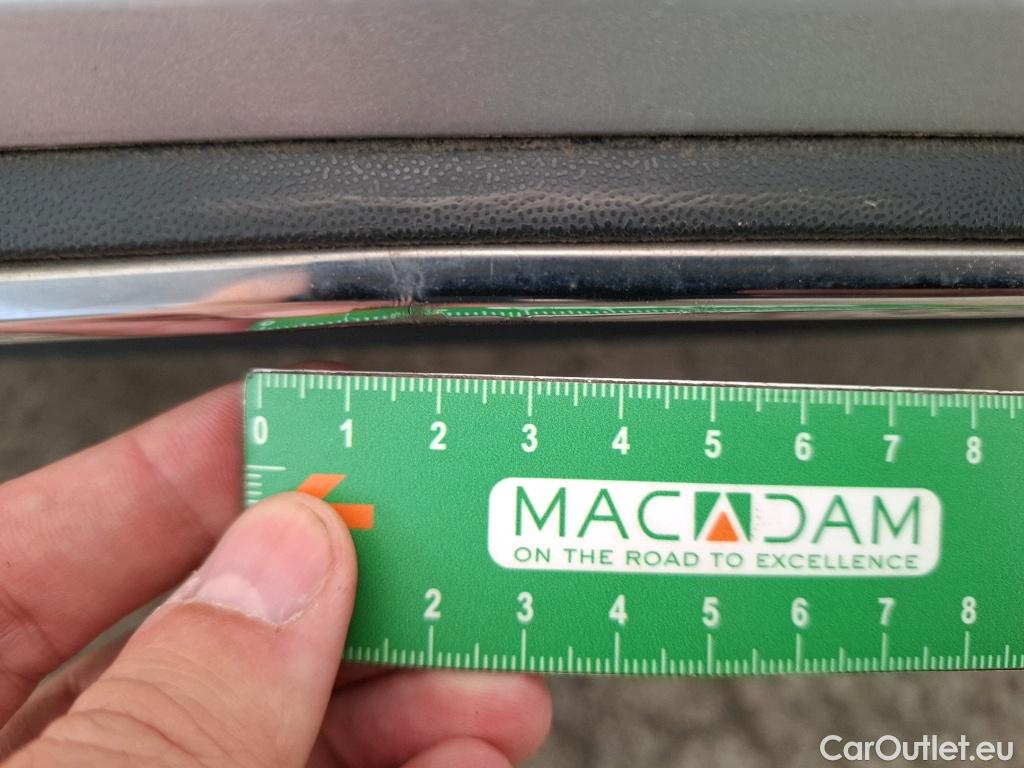 0 1 2 3 4 5 6 7 8
MACADAM
ON THE ROAD TO EXCELLENCE
2 3 4 5 6 7 8
CarOutlet.eu